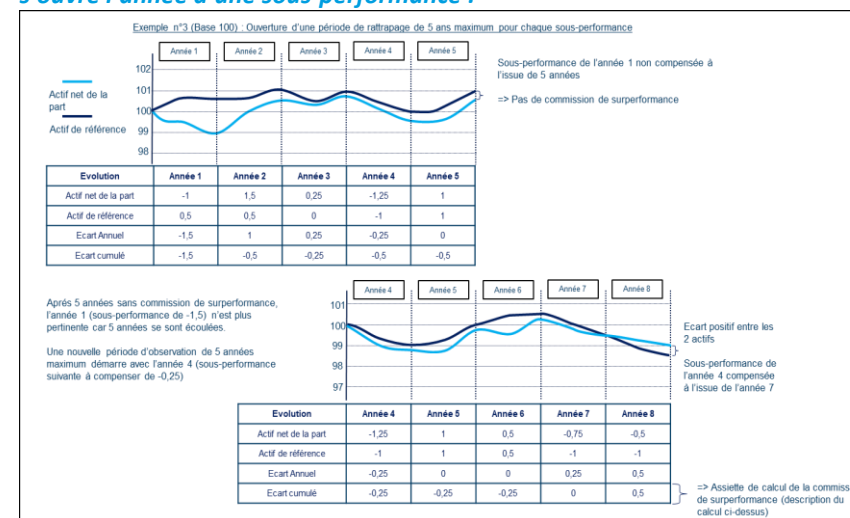 s'ouvre l'année d'une sous-performance ?
Exemple n°3 (Base 100) : Ouverture d'une période de rattrapage de 5 ans maximum pour chaque sous-performance
Année 1 Année 2 Année 3 Année 4 Année 5
102
101
100
99
98
Actif net de la
part
Actif de référence
Sous-performance de l'année 1 non compensée à
l'issue de 5 années
=> Pas de commission de surperformance
Evolution Année 1 Année 2 Année 3 Année 4 Année 5
Actif net de la part -1 1,5 0,25 -1,25 1
Actif de référence 0,5 0,5 0 -1 1
Ecart Annuel -1,5 1 0,25 -0,25 0
Ecart cumulé -1,5 -0,5 -0,25 -0,5 -0,5
Après 5 années sans commission de surperformance,
l'année 1 (sous-performance de -1,5) n'est plus
pertinente car 5 années se sont écoulées.
Une nouvelle période d'observation de 5 années
maximum démarre avec l'année 4 (sous-performance
suivante à compenser de -0,25)
Année 4 Année 5 Année 6 Année 7 Année 8
101
100
99
98
97
Ecart positif entre les
2 actifs
Sous-performance de
l'année 4 compensée
à l'issue de l'année 7
Evolution Année 4 Année 5 Année 6 Année 7 Année 8
Actif net de la part -1,25 1 0,5 -0,75 -0,5
Actif de référence -1 1 0,5 -1 -1
Ecart Annuel -0,25 0 0 0,25 0,5
Ecart cumulé -0,25 -0,25 -0,25 0 0,5
=> Assiette de calcul de la commiss
de surperformance (description du
calcul ci-dessus)